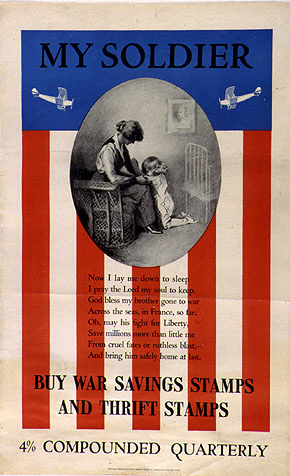 MY SOLDIER
Now I lay me down to sleep
I pray the Lord my soul to keep.
God bless my brother gone to war
Across the seas, in France, so far.
Oh, may his fight for Liberty,
Save millions more than little me
From cruel fates or ruthless blast,—
And bring him safely home at last.
BUY WAR SAVINGS STAMPS
AND THRIFT STAMPS
4% COMPOUNDED QUARTERLY